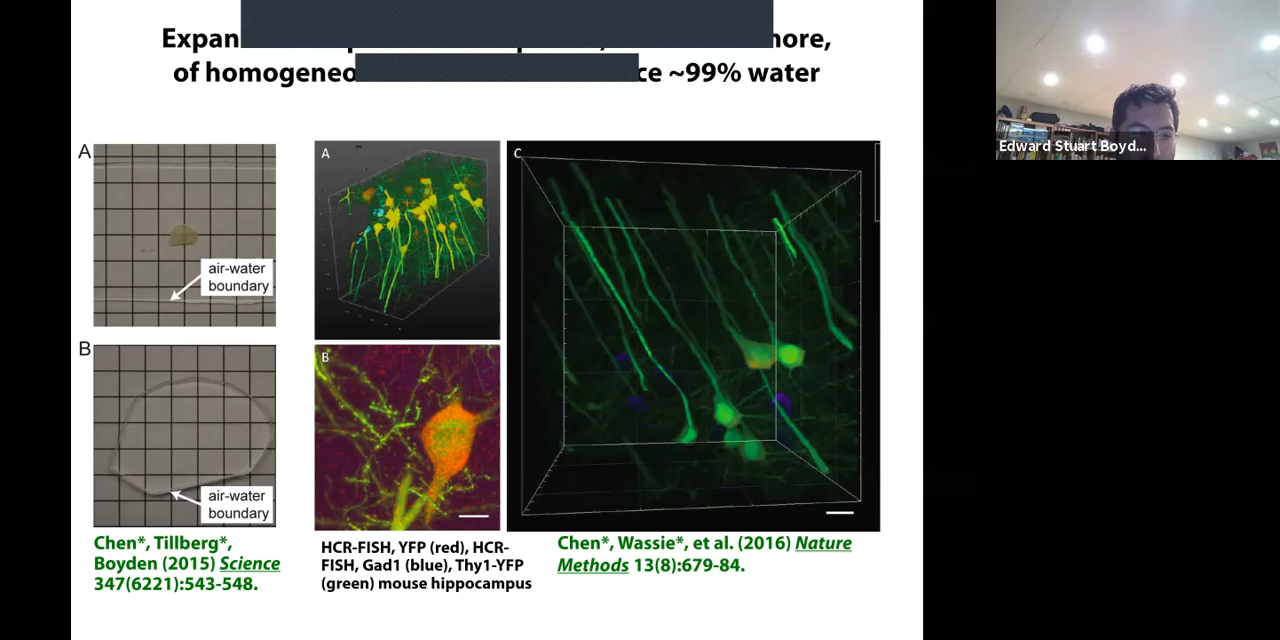 Expan
more,
of homogeneo
ce ~99% water
A
air-water
boundary
B
air-water
boundary
Chen*, Tillberg*,
Boyden (2015) Science
347(6221):543-548.
A
B
HCR-FISH, YFP (red), HCR-
FISH, Gad1 (blue), Thy1-YFP
(green) mouse hippocampus
C
Chen*, Wassie*, et al. (2016) Nature
Methods 13(8):679-84.
Edward Stuart Boyd...